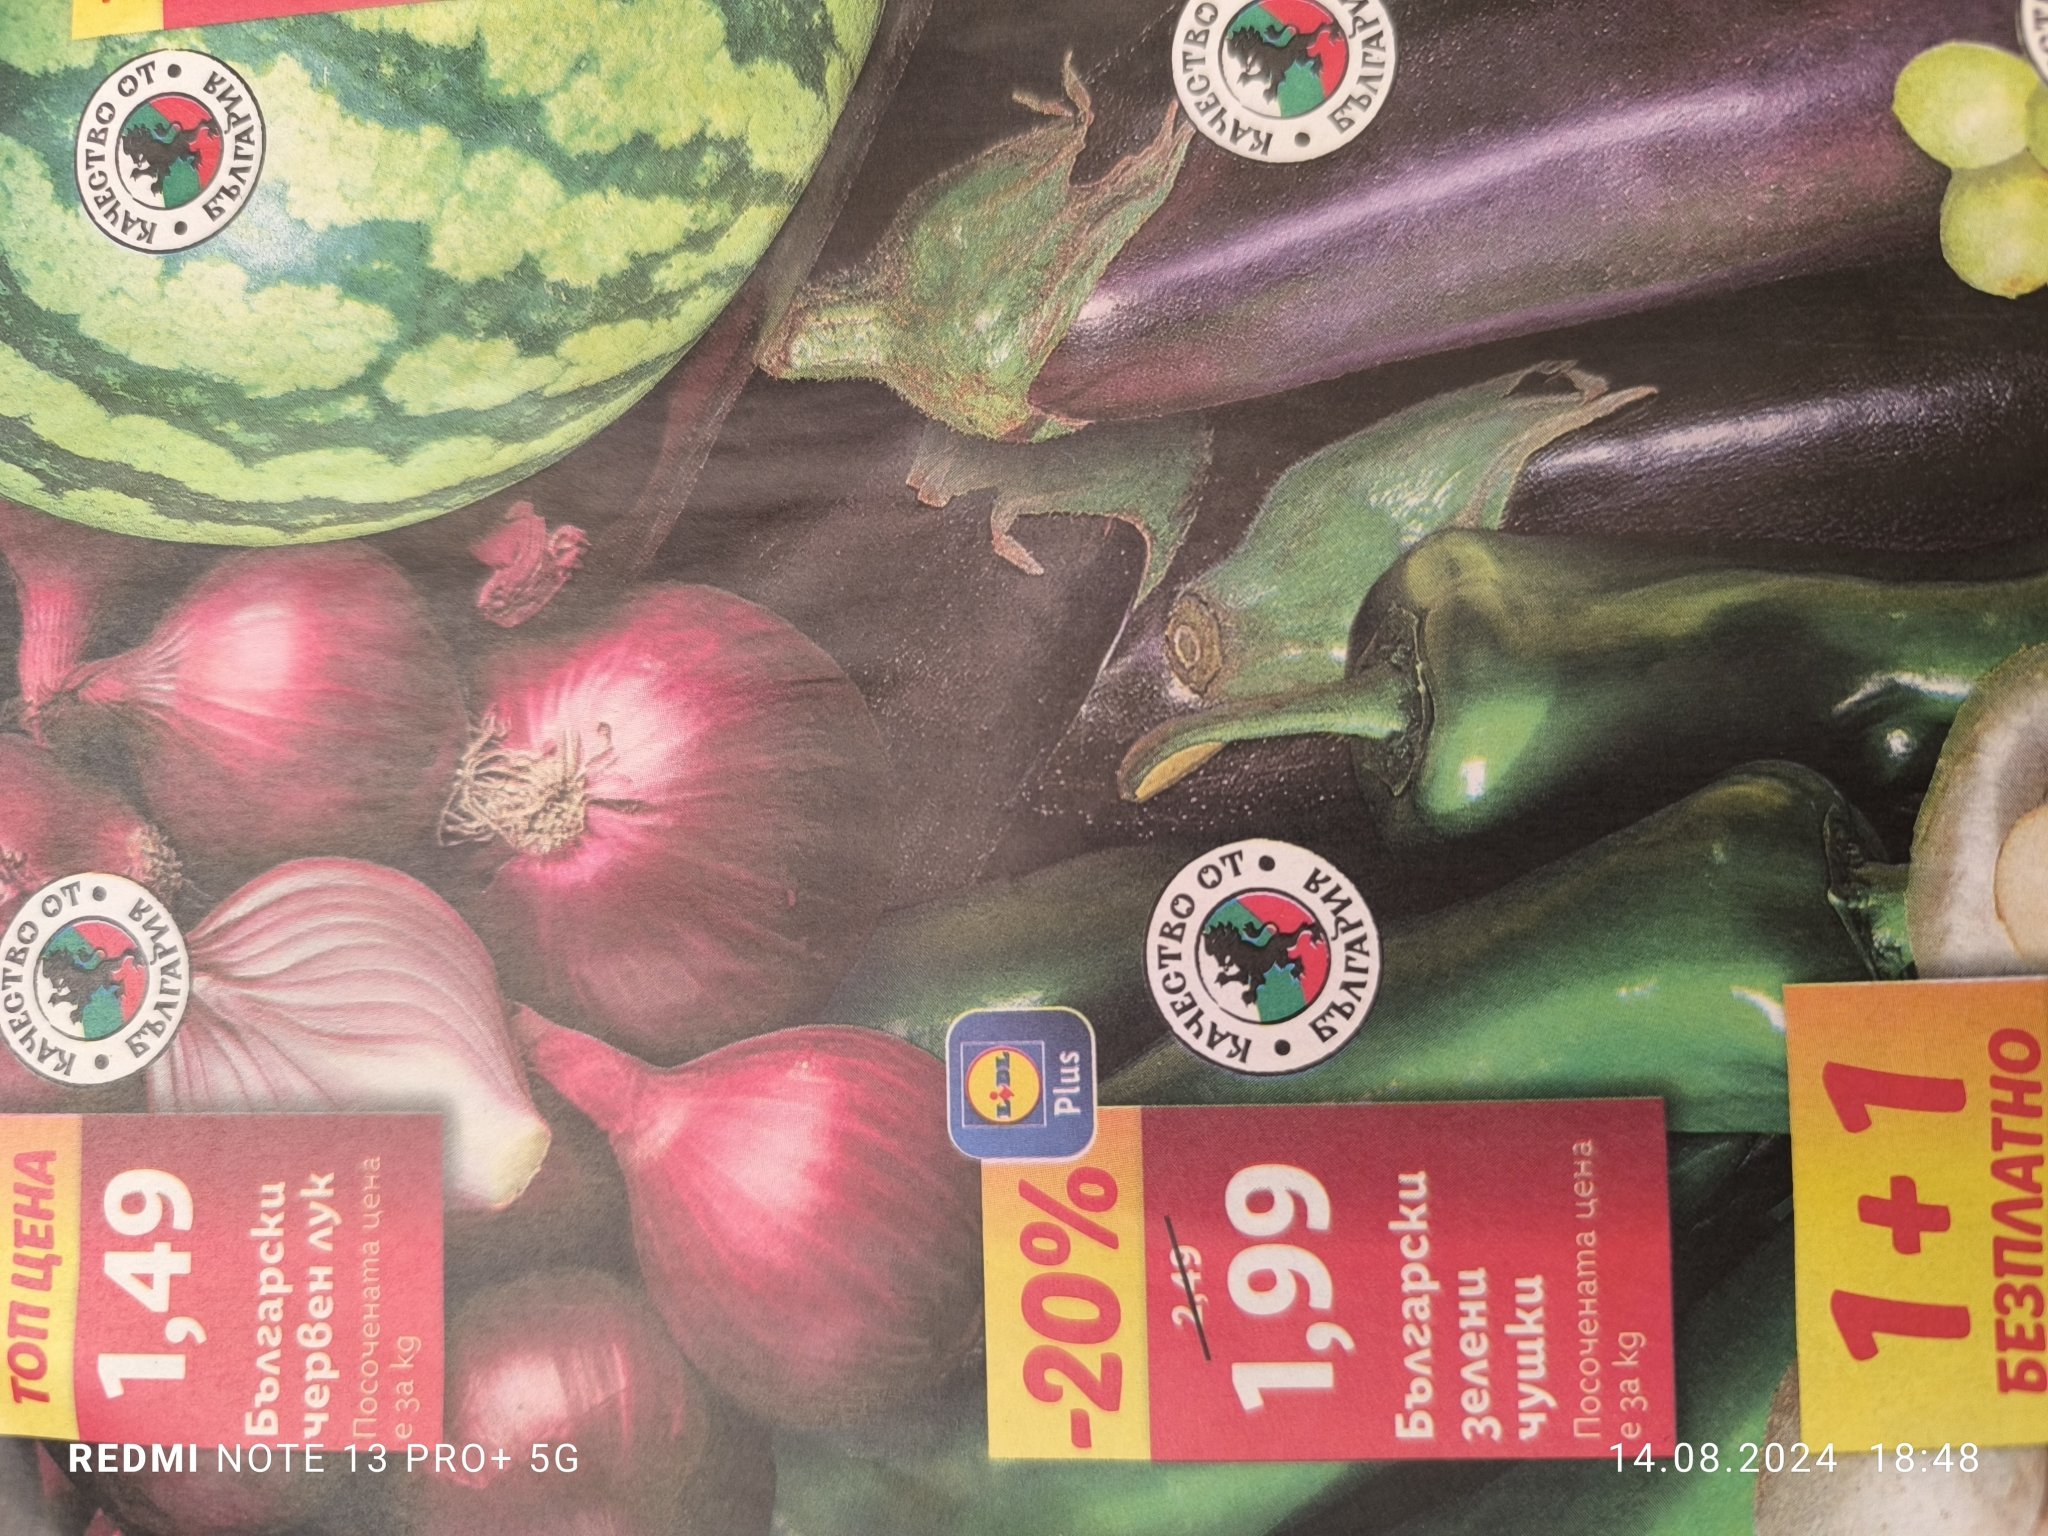 КАЧЕСТВО ОТ • БЪЛГАРИЯ •
КАЧЕСТВО ОТ • БЪЛГАРИЯ •
КАЧЕСТВО ОТ • БЪЛГАРИЯ •
ТОП ЦЕНА
1,49
Български
червен лук
Посочената цена
е за kg
КАЧЕСТВО ОТ • БЪЛГАРИЯ •
LIDL
Plus
-20%
2,49
1,99
Български
зелени
чушки
Посочената цена
е за kg
1+1
БЕЗПЛАТНО
REDMI NOTE 13 PRO+ 5G
14.08.2024 18:48